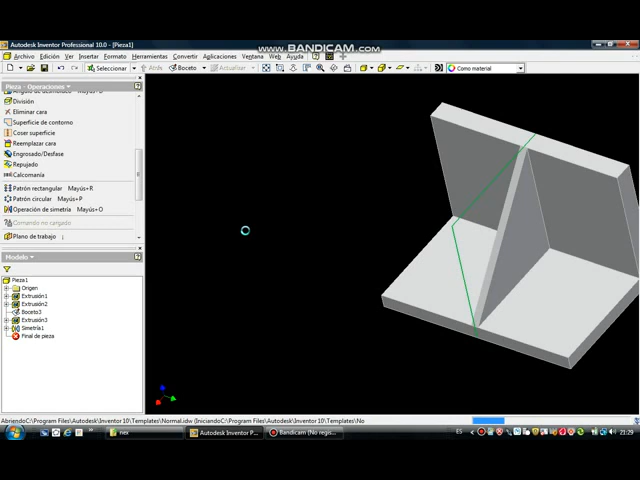 www.BANDICAM.com
Autodesk Inventor Professional 10.0 - [Pieza1]
Archivo Edición Ver Insertar Formato Herramientas Convertir Aplicaciones Ventana Web Ayuda
Seleccionar Boceto Actualizar Como material
Pieza - Operaciones
División
Eliminar cara
Superficie de contorno
Coser superficie
Reemplazar cara
Engrosado/Desfase
Repujado
Calcomanía
Patrón rectangular Mayús+R
Patrón circular Mayús+P
Operación de simetría Mayús+O
Comando no cargado
Plano de trabajo
Modelo
Pieza1
Origen
Extrusión1
Extrusión2
Boceto3
Extrusión3
Simetría1
Final de pieza
AbriendoC:\Program Files\Autodesk\Inventor 10\Templates\Normal.idw (IniciandoC:\Program Files\Autodesk\Inventor 10\Templates\No
nex Autodesk Inventor P... Bandicam (No regis... ES 21:29